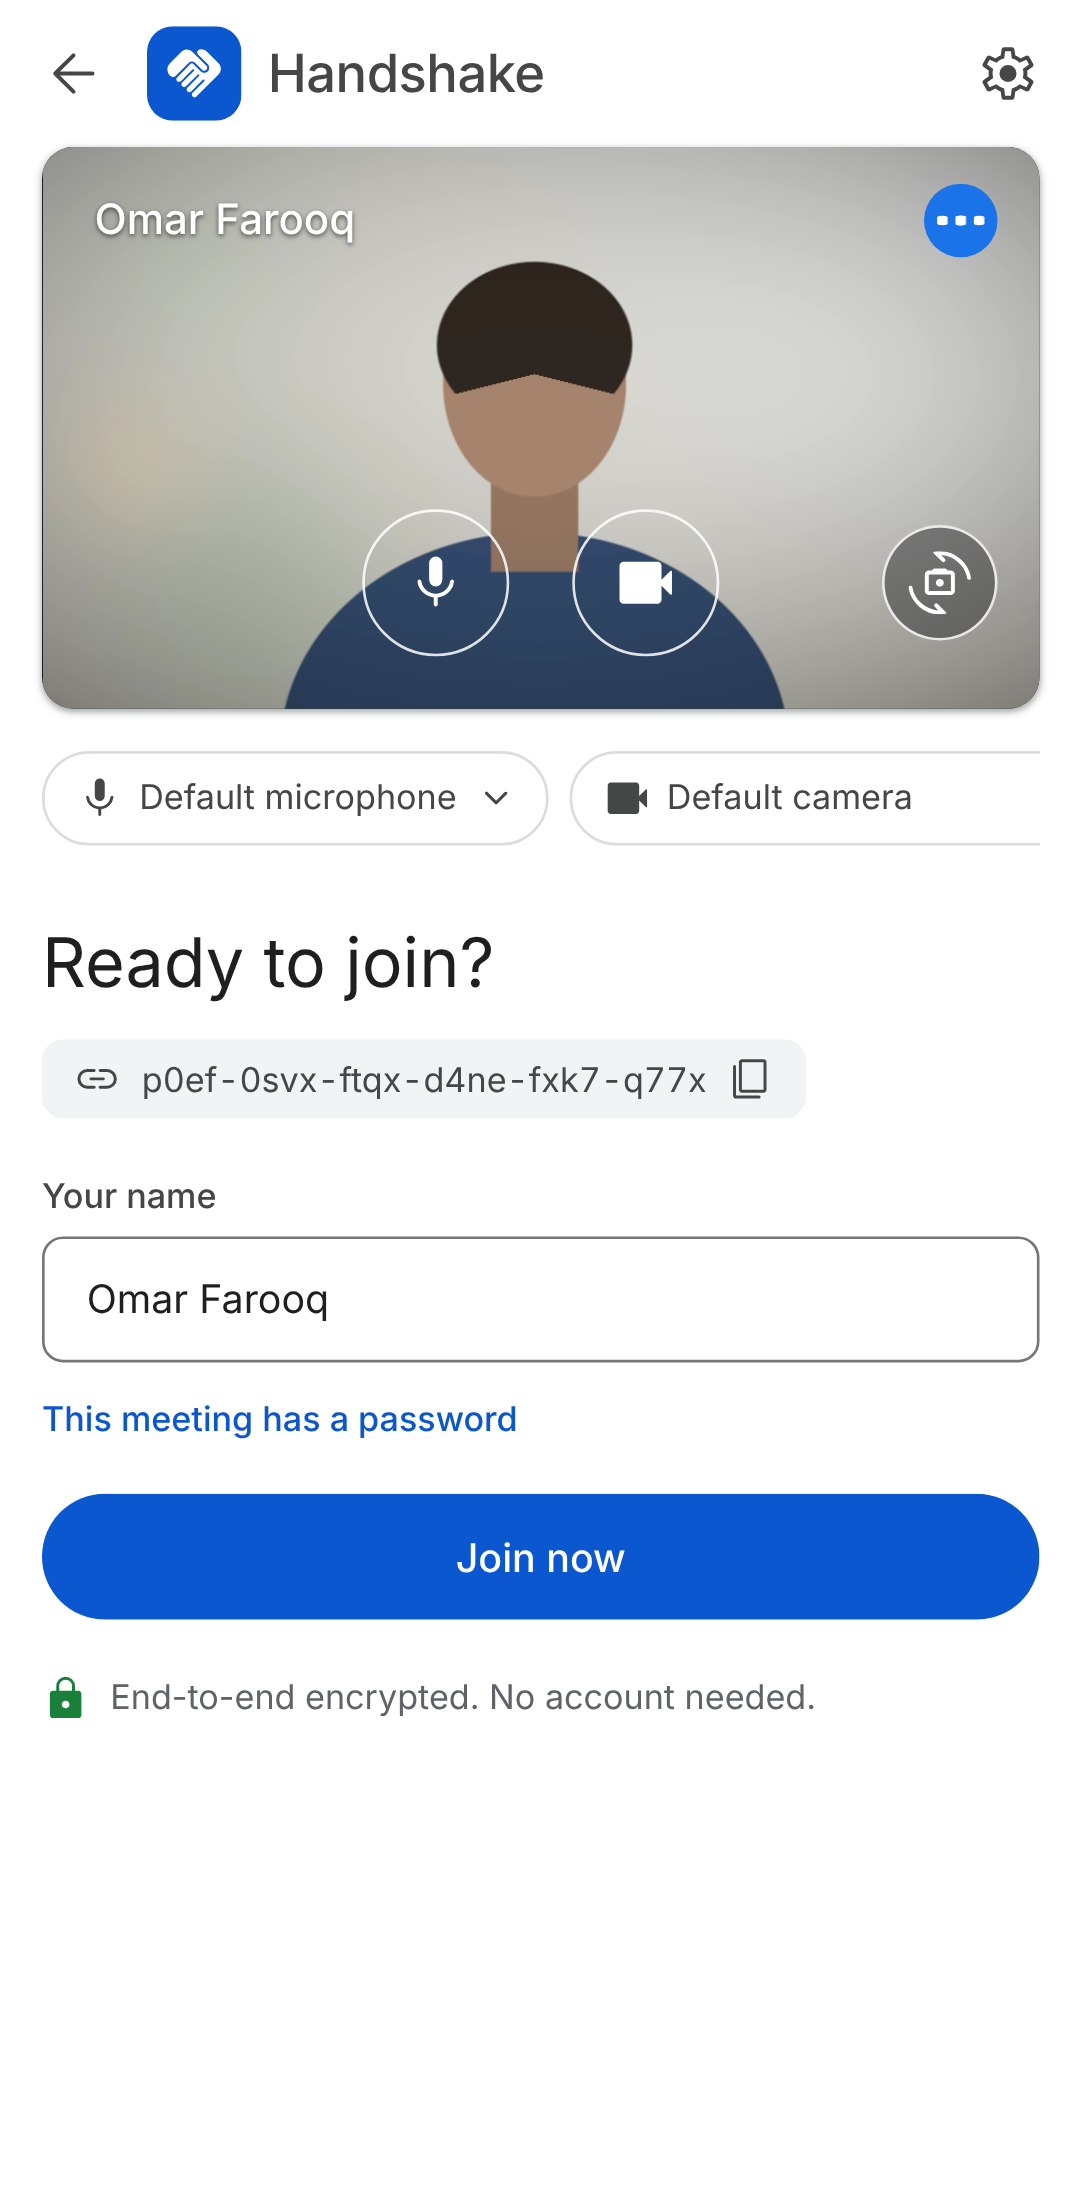 Handshake
Omar Farooq
Default microphone
Default camera
Ready to join?
p0ef-0svx-ftqx-d4ne-fxk7-q77x
Your name
Omar Farooq
This meeting has a password
Join now
End-to-end encrypted. No account needed.